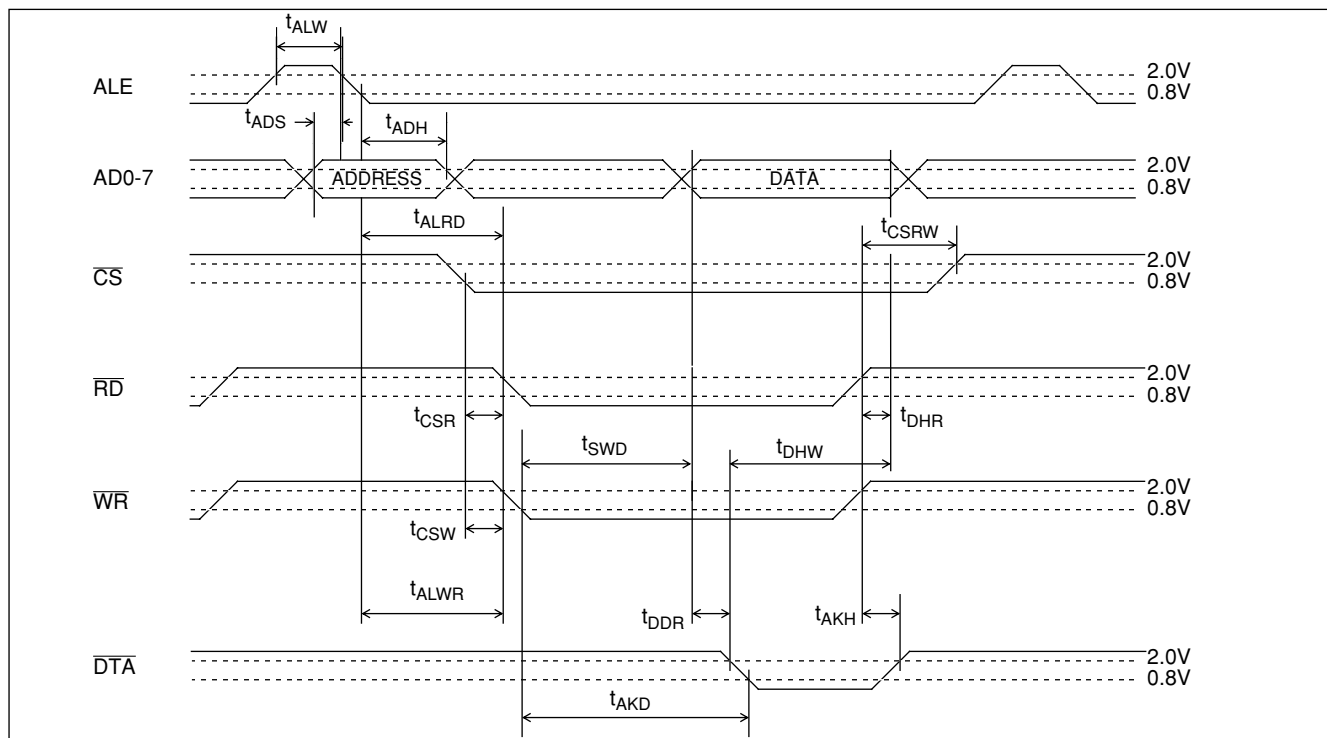 tALW
ALE
2.0V
0.8V
tADS
tADH
AD0-7
ADDRESS
DATA
2.0V
0.8V
tALRD
tCSRW
CS
2.0V
0.8V
RD
2.0V
0.8V
tCSR
tDHR
tSWD
tDHW
WR
2.0V
0.8V
tCSW
tALWR
tDDR
tAKH
DTA
2.0V
0.8V
tAKD